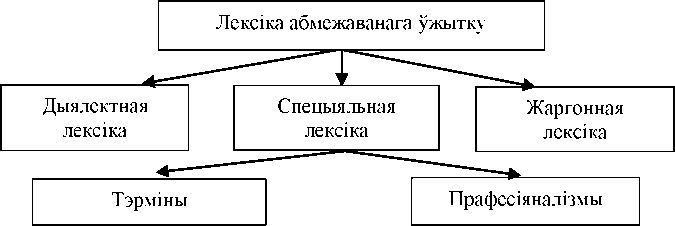 Лексіка абмежаванага ўжытку
Дыялектная
лексіка
Спецыяльная
лексіка
Жаргонная
лексіка
Тэрміны
Прафесіяналізмы